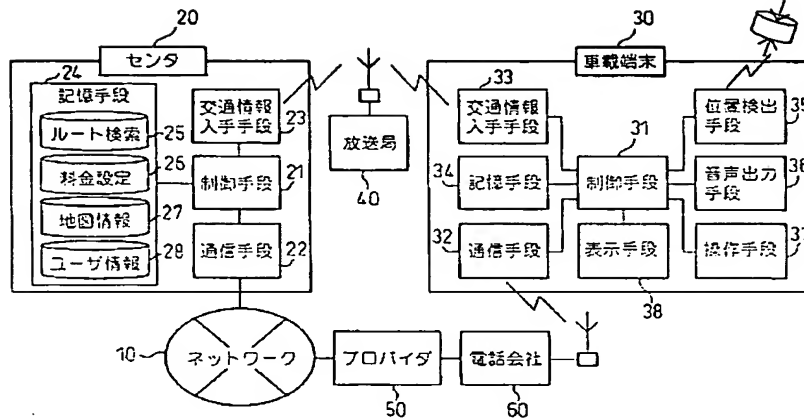 20
センタ
24
記憶手段
ルート検索
25
料金設定
26
地図情報
27
ユーザ情報
28
交通情報
入手手段
23
制御手段
21
通信手段
22
放送局
40
30
車載端末
33
交通情報
入手手段
34
記憶手段
32
通信手段
31
制御手段
表示手段
38
位置検出
手段
35
音声出力
手段
36
操作手段
37
10
ネットワーク
プロバイダ
50
電話会社
60